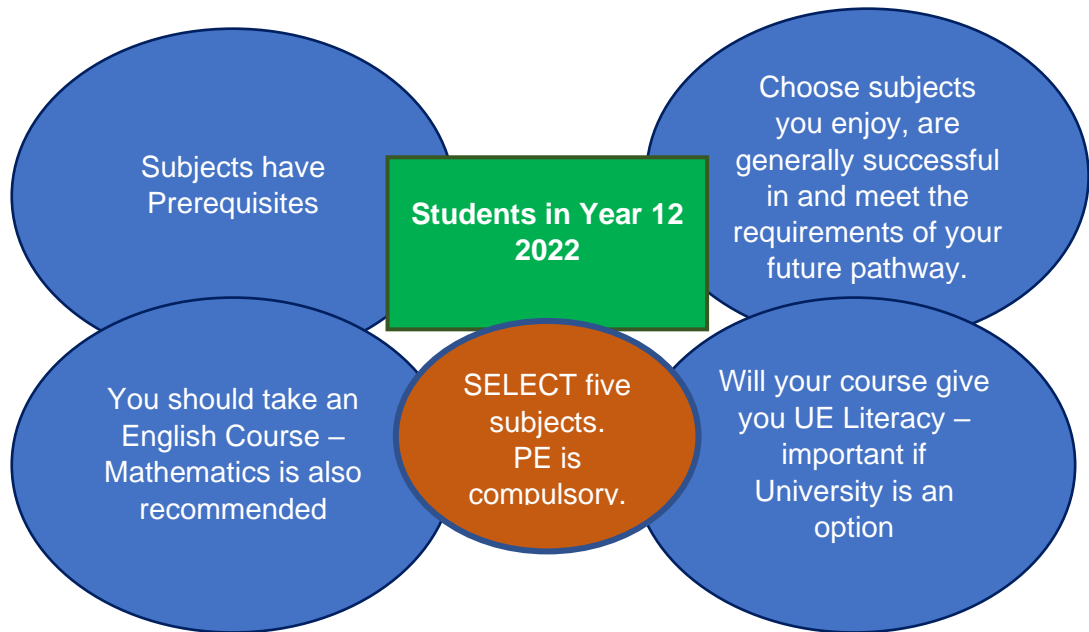 Subjects have
Prerequisites
Students in Year 12
2022
Choose subjects
you enjoy, are
generally successful
in and meet the
requirements of your
future pathway.
You should take an
English Course –
Mathematics is also
recommended
SELECT five
subjects.
PE is
compulsory.
Will your course give
you UE Literacy –
important if
University is an
option